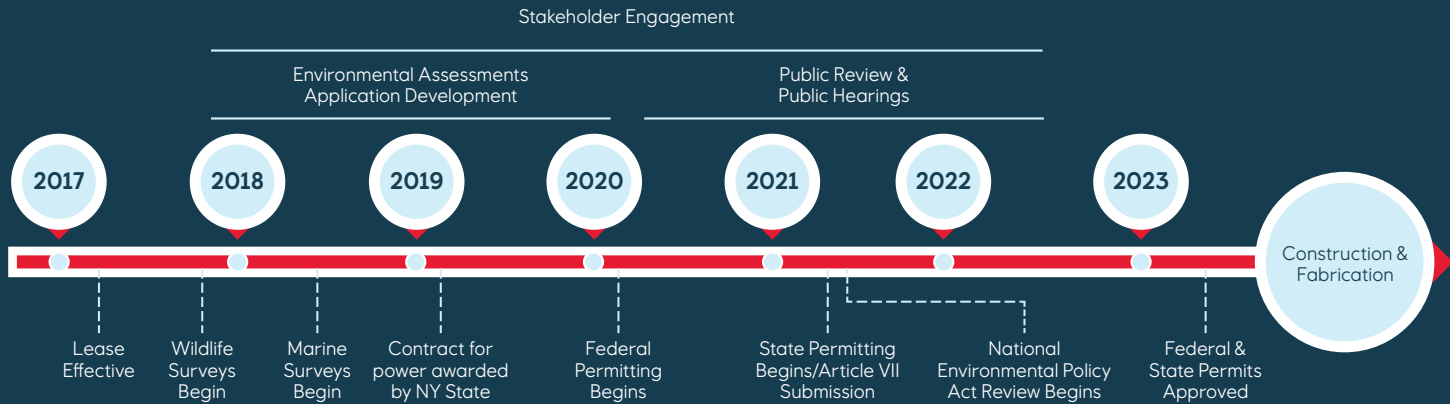 Stakeholder Engagement
Environmental Assessments
Application Development
Public Review &
Public Hearings
2017
2018
2019
2020
2021
2022
2023
Construction &
Fabrication
Lease
Effective
Wildlife
Surveys
Begin
Marine
Surveys
Begin
Contract for
power awarded
by NY State
Federal
Permitting
Begins
State Permitting
Begins/Article VII
Submission
National
Environmental Policy
Act Review Begins
Federal &
State Permits
Approved